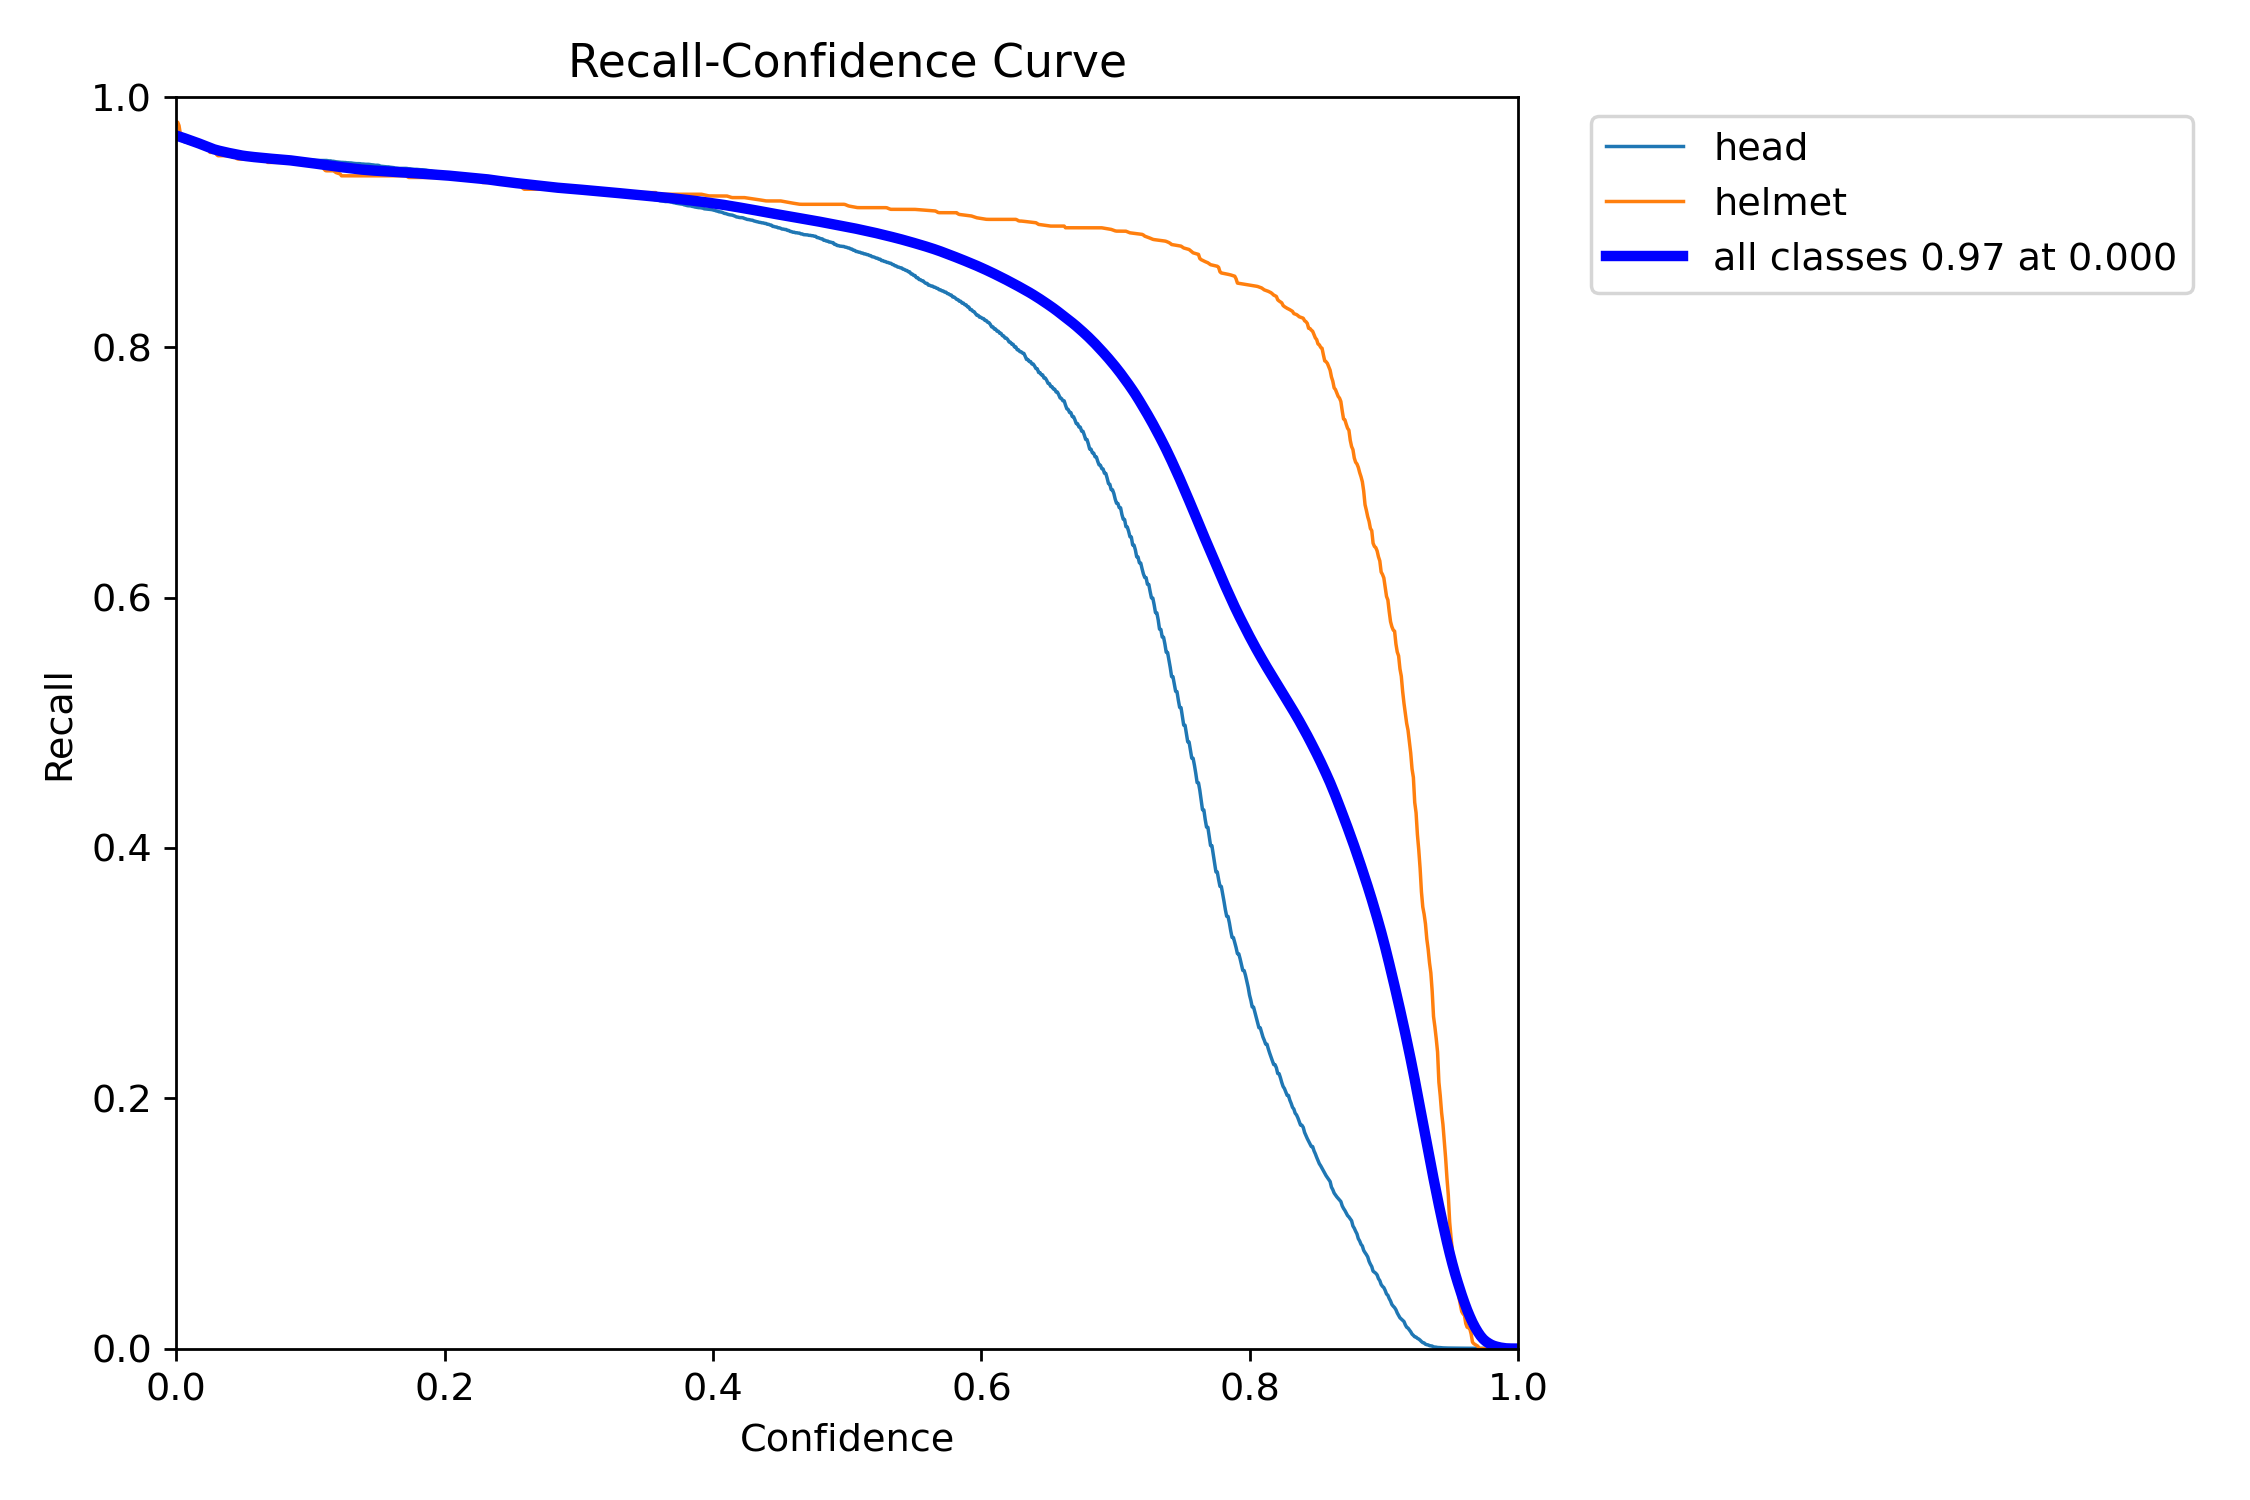 Recall-Confidence Curve
1.0
0.8
0.6
0.4
0.2
0.0
Recall
0.0 0.2 0.4 0.6 0.8 1.0
Confidence
head
helmet
all classes 0.97 at 0.000